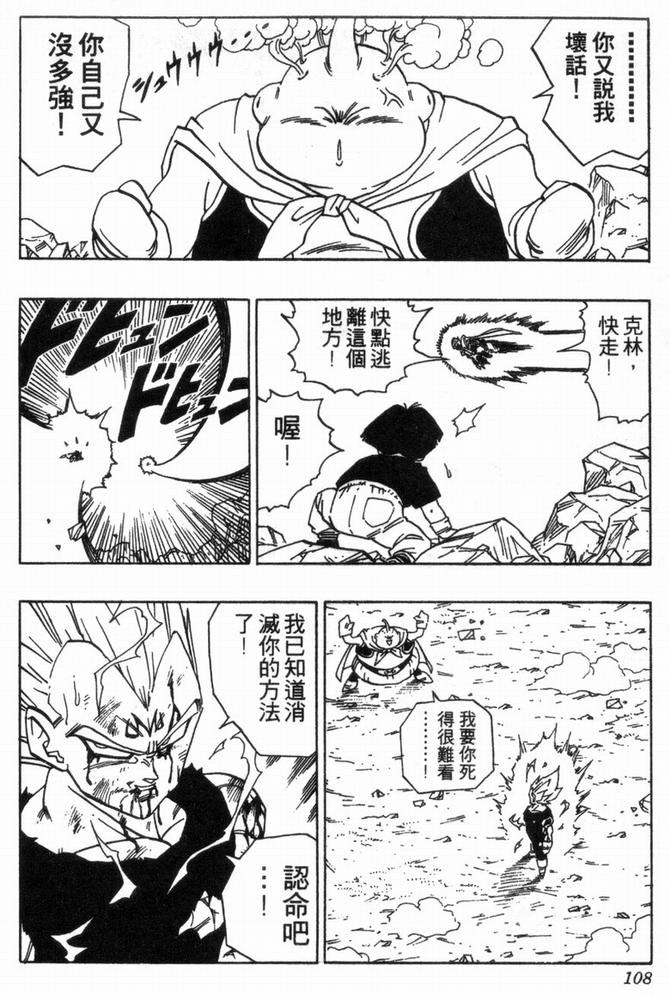 …………
你又說我
壞話！
你自己又
沒多強！
シュウウウ…
克林，
快走！
快點逃
離這個
地方！
喔！
ドドヒュン
ドヒュン
我要你死
得很難看
………！
我已知道消
滅你的方法
了！
認命吧
…！
108